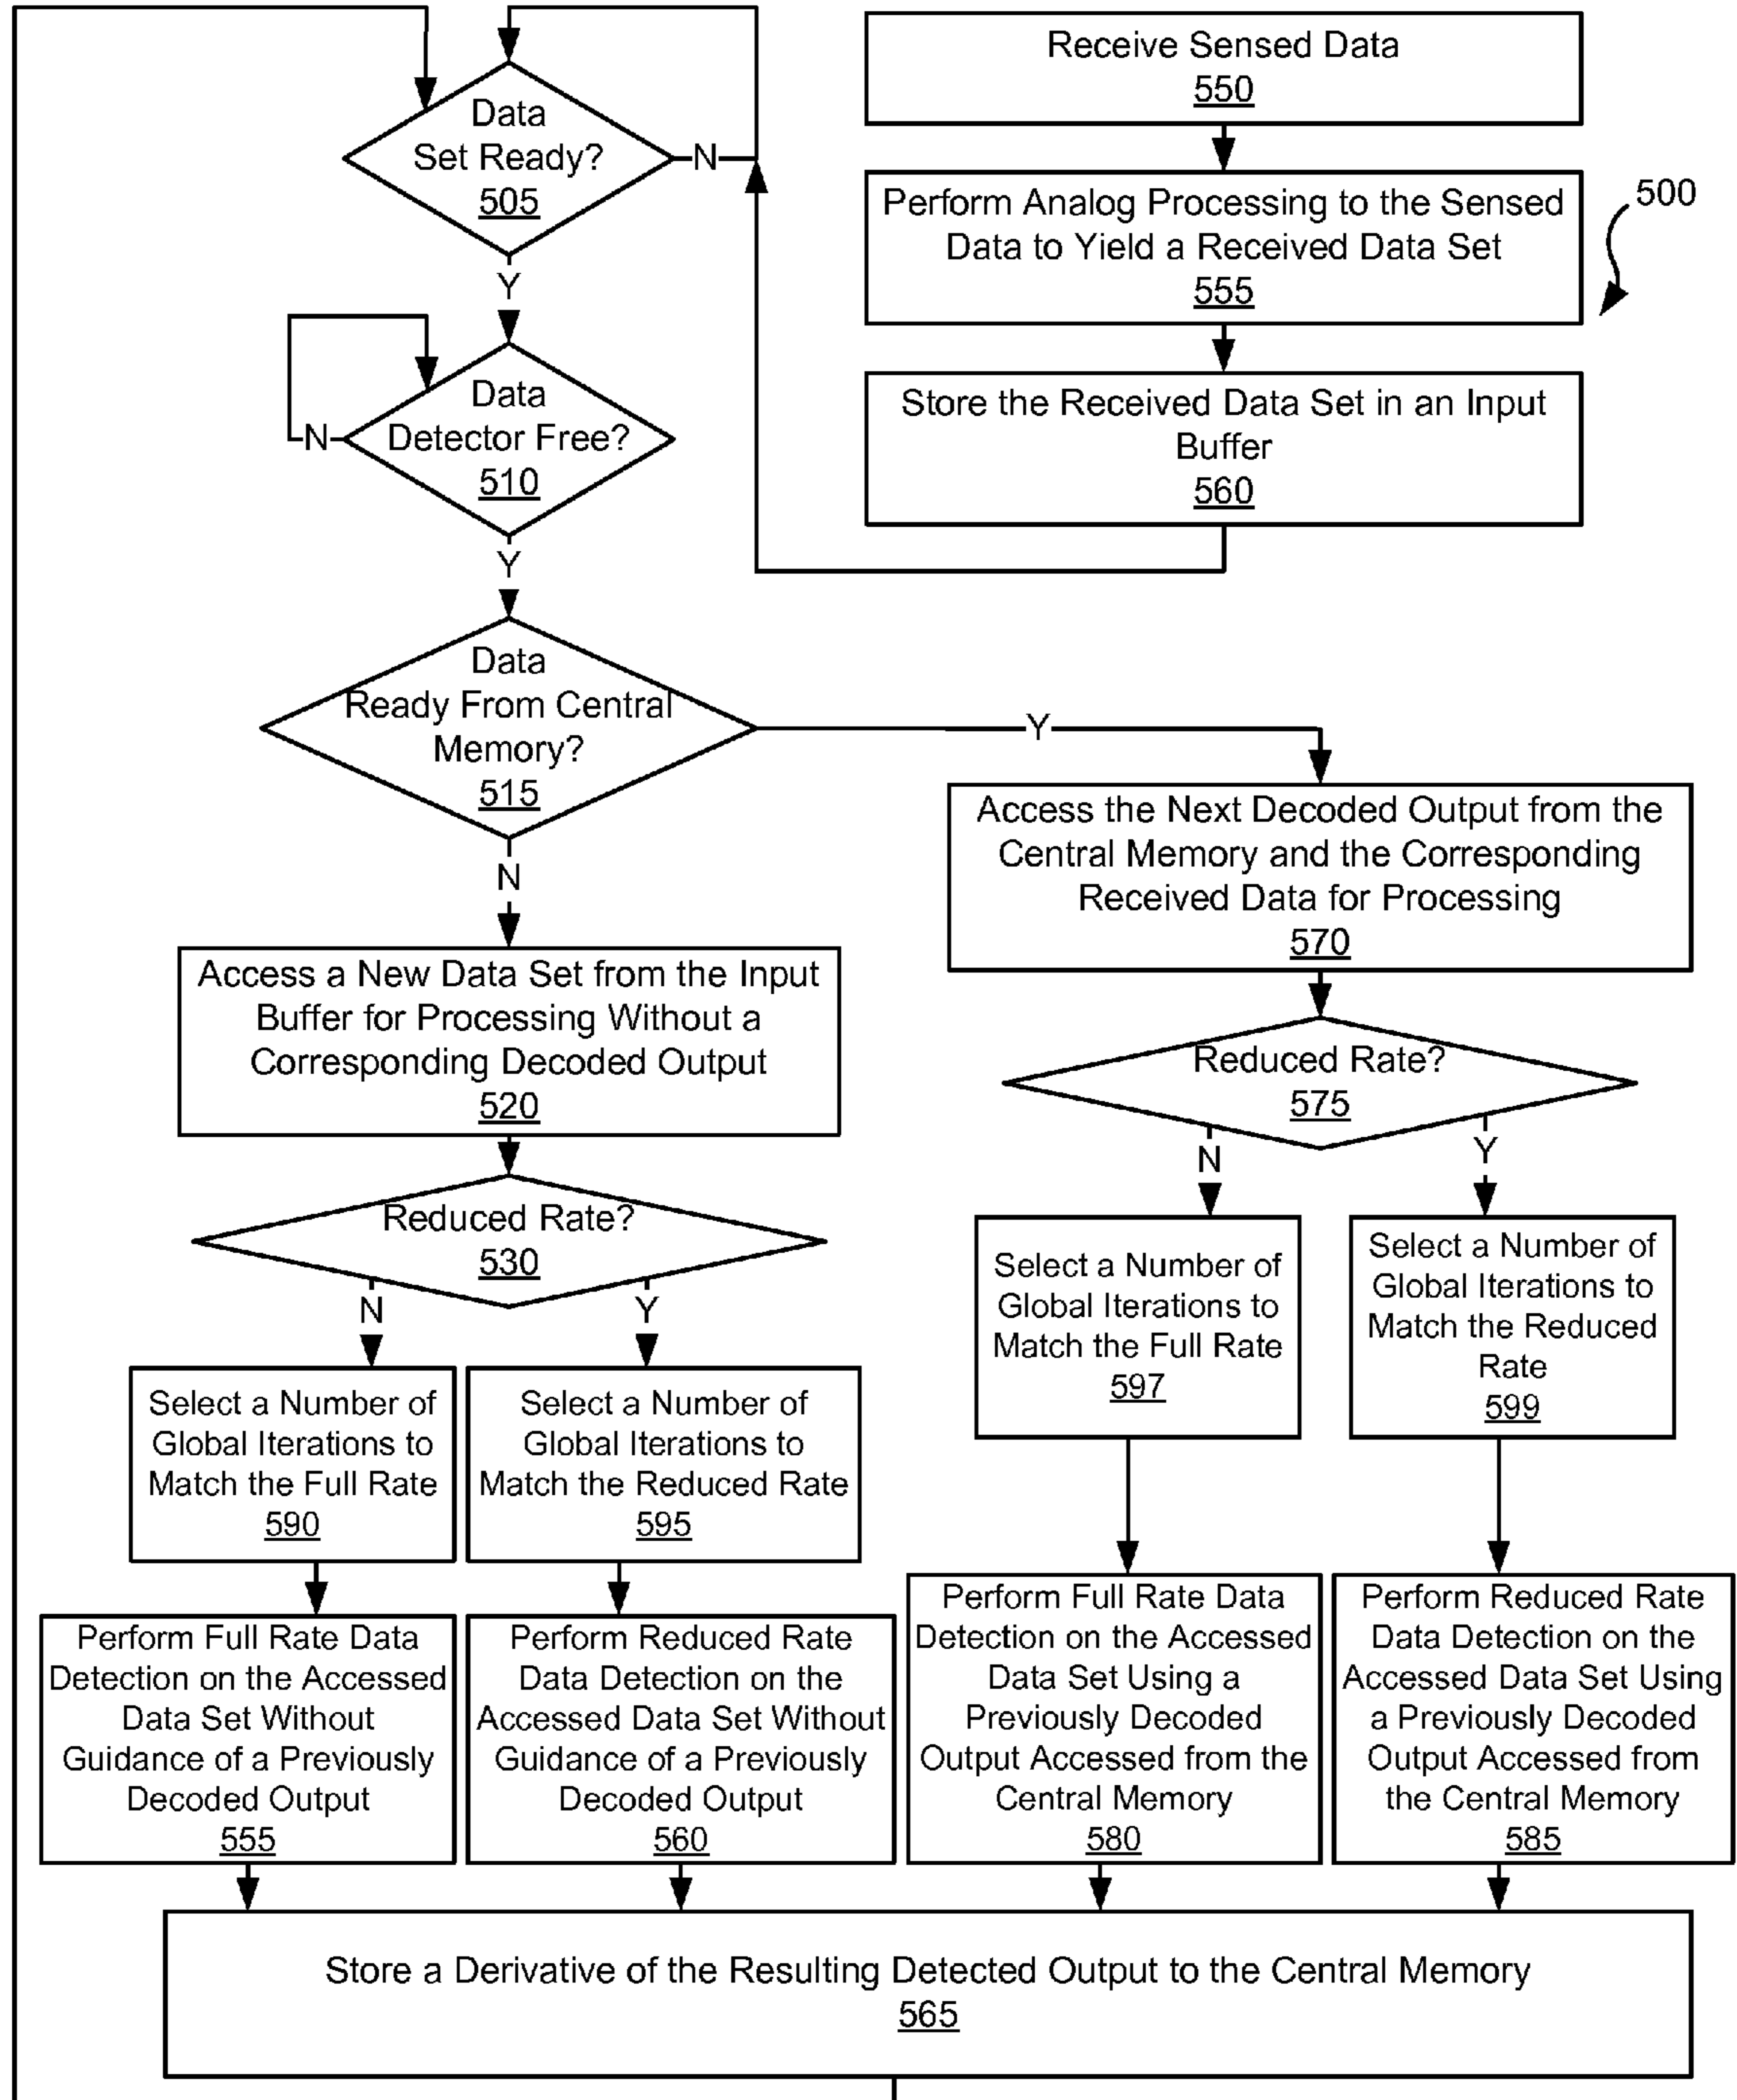 Data
Set Ready?
505
N
Y
Data
Detector Free?
510
N
Y
Receive Sensed Data
550
Perform Analog Processing to the Sensed
Data to Yield a Received Data Set
555
500
Store the Received Data Set in an Input
Buffer
560
Data
Ready From Central
Memory?
515
Y
N
Access the Next Decoded Output from the
Central Memory and the Corresponding
Received Data for Processing
570
Access a New Data Set from the Input
Buffer for Processing Without a
Corresponding Decoded Output
520
Reduced Rate?
575
N
Y
Reduced Rate?
530
N
Y
Select a Number of
Global Iterations to
Match the Full Rate
597
Select a Number of
Global Iterations to
Match the Reduced
Rate
599
Select a Number of
Global Iterations to
Match the Full Rate
590
Select a Number of
Global Iterations to
Match the Reduced Rate
595
Perform Full Rate Data
Detection on the Accessed
Data Set Without
Guidance of a Previously
Decoded Output
555
Perform Reduced Rate
Data Detection on the
Accessed Data Set Without
Guidance of a Previously
Decoded Output
560
Perform Full Rate Data
Detection on the Accessed
Data Set Using a
Previously Decoded
Output Accessed from the
Central Memory
580
Perform Reduced Rate
Data Detection on the
Accessed Data Set Using
a Previously Decoded
Output Accessed from
the Central Memory
585
Store a Derivative of the Resulting Detected Output to the Central Memory
565